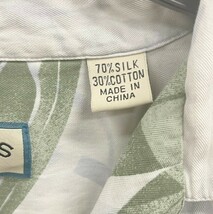 70% SILK
30% COTTON
MADE IN
CHINA
S